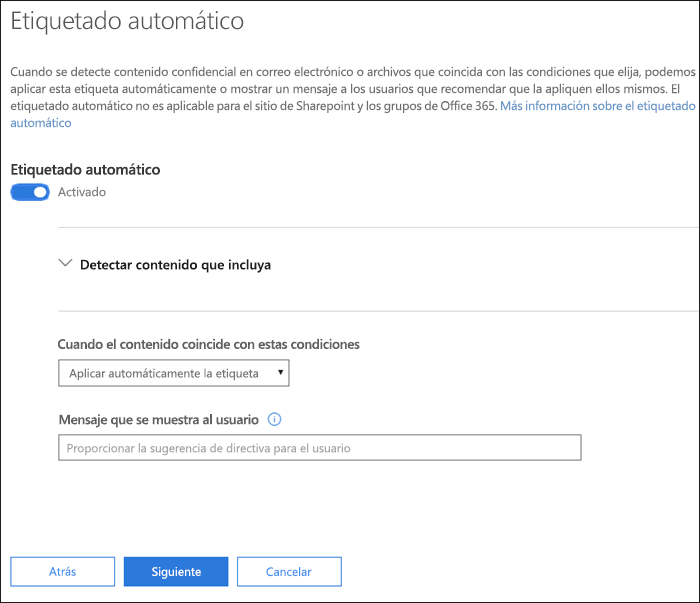 Etiquetado automático
Cuando se detecte contenido confidencial en correo electrónico o archivos que coincida con las condiciones que elija, podemos
aplicar esta etiqueta automáticamente o mostrar un mensaje a los usuarios que recomendar que la apliquen ellos mismos. El
etiquetado automático no es aplicable para el sitio de Sharepoint y los grupos de Office 365. Más información sobre el etiquetado
automático
Etiquetado automático
Activado
Detectar contenido que incluya
Cuando el contenido coincide con estas condiciones
Aplicar automáticamente la etiqueta
Mensaje que se muestra al usuario
Proporcionar la sugerencia de directiva para el usuario
Atrás
Siguiente
Cancelar